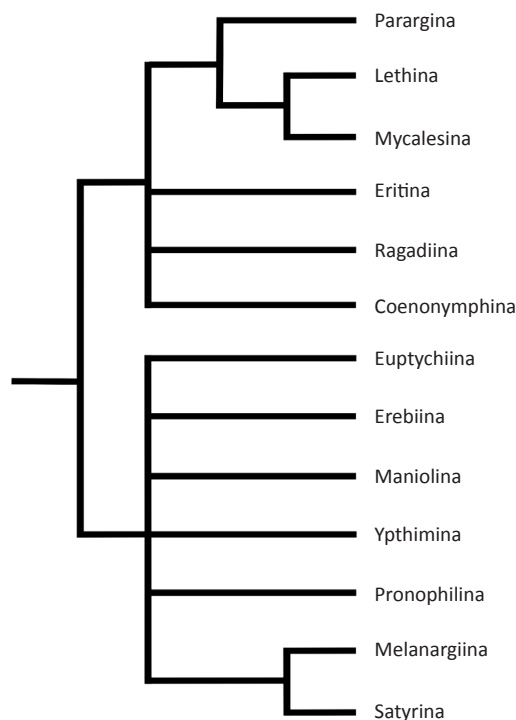 Parargina
Lethina
Mycalesina
Eritina
Ragadiina
Coenonymphina
Euptychiina
Erebiina
Maniolina
Ypthimina
Pronophilina
Melanargiina
Satyrina